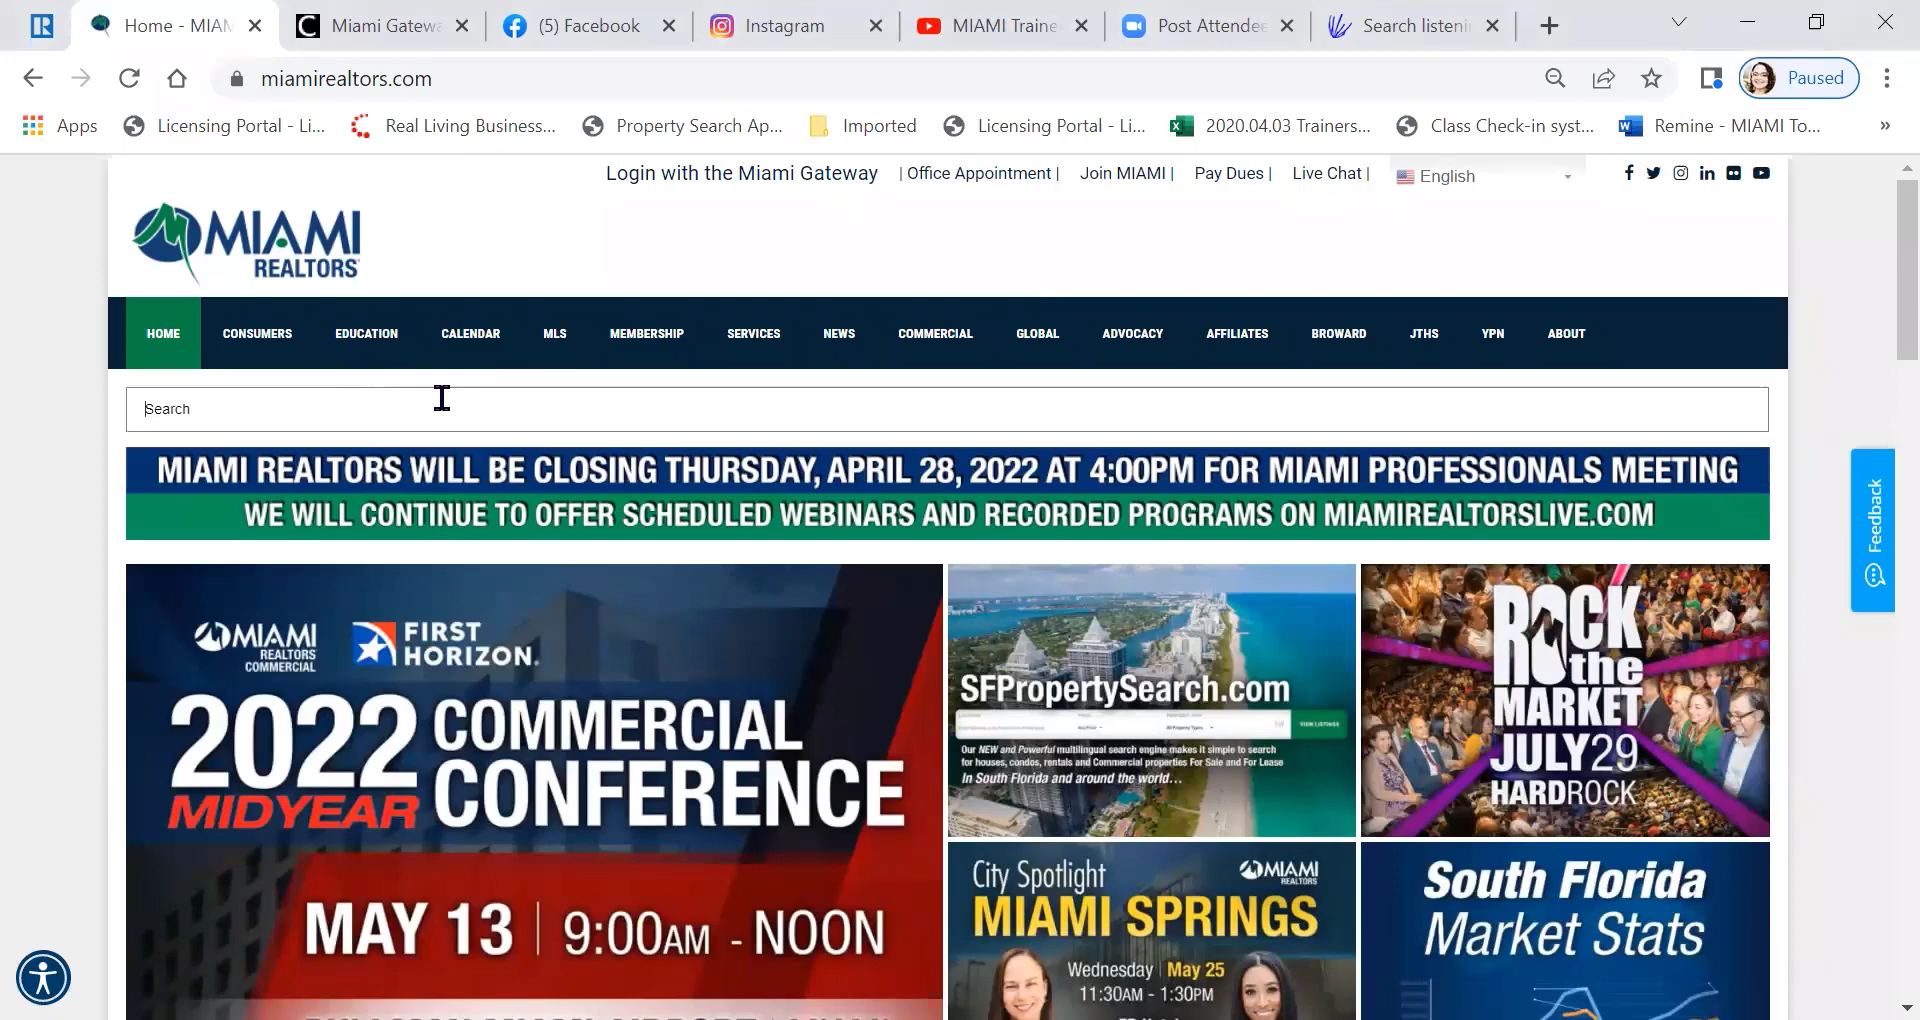 Home - MIAM
Miami Gatewa
(5) Facebook
Instagram
MIAMI Traine
Post Attendee
Search listenin
miamirealtors.com
Paused
Apps
Licensing Portal - Li...
Real Living Business...
Property Search Ap...
Imported
Licensing Portal - Li...
2020.04.03 Trainers...
Class Check-in syst...
Remine - MIAMI To...
»
Login with the Miami Gateway | Office Appointment | Join MIAMI | Pay Dues | Live Chat | English
MIAMI
REALTORS
HOME CONSUMERS EDUCATION CALENDAR MLS MEMBERSHIP SERVICES NEWS COMMERCIAL GLOBAL ADVOCACY AFFILIATES BROWARD JTHS YPN ABOUT
Search
MIAMI REALTORS WILL BE CLOSING THURSDAY, APRIL 28, 2022 AT 4:00PM FOR MIAMI PROFESSIONALS MEETING
WE WILL CONTINUE TO OFFER SCHEDULED WEBINARS AND RECORDED PROGRAMS ON MIAMIREALTORSLIVE.COM
Feedback
MIAMI
REALTORS
COMMERCIAL
FIRST
HORIZON.
2022 COMMERCIAL
MIDYEAR CONFERENCE
MAY 13 | 9:00AM - NOON
SFPropertySearch.com
VIEW LISTINGS
Our NEW and Powerful multilingual search engine makes it simple to search
for houses, condos, rentals and Commercial properties For Sale and For Lease
In South Florida and around the world...
ROCK
the
MARKET
JULY 29
HARDROCK
City Spotlight
MIAMI
REALTORS
MIAMI SPRINGS
Wednesday | May 25
11:30AM - 1:30PM
South Florida
Market Stats